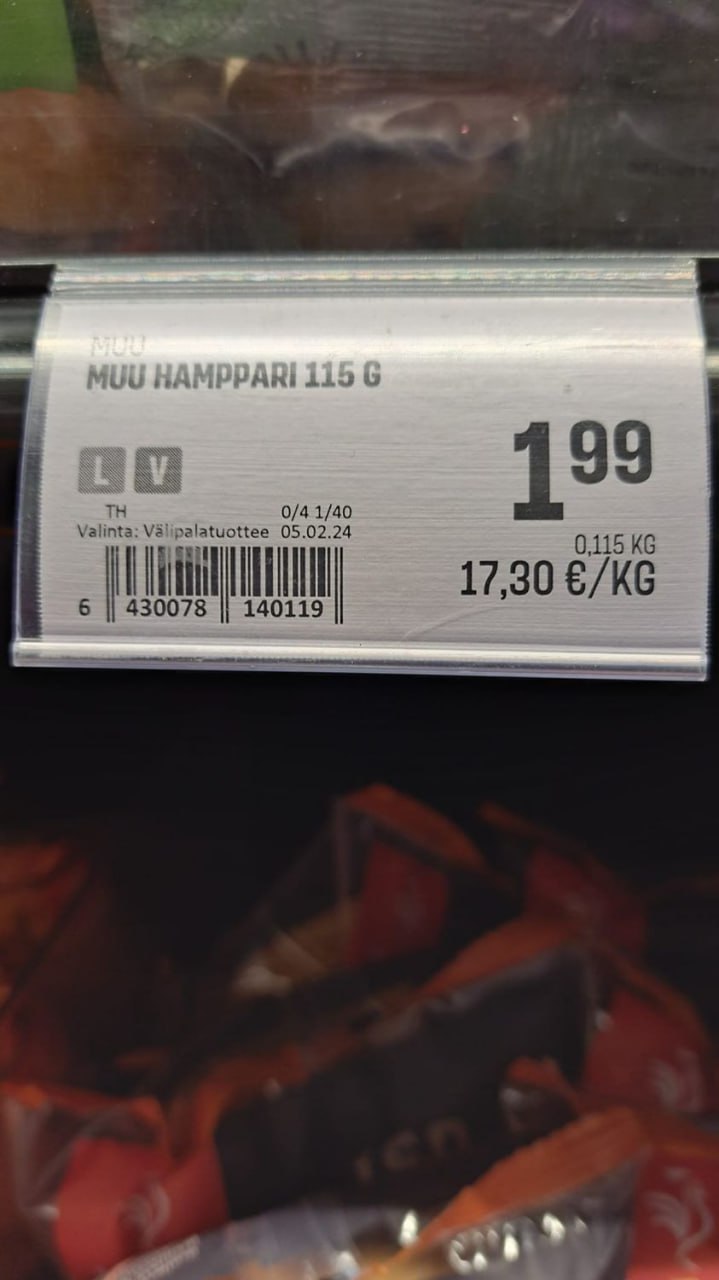 MUU
MUU HAMPPARI 115 G
1 99
L V
TH 0/4 1/40
Valinta: Välipalatuottee 05.02.24
0,115 KG
17,30 €/KG
6 430078 140119